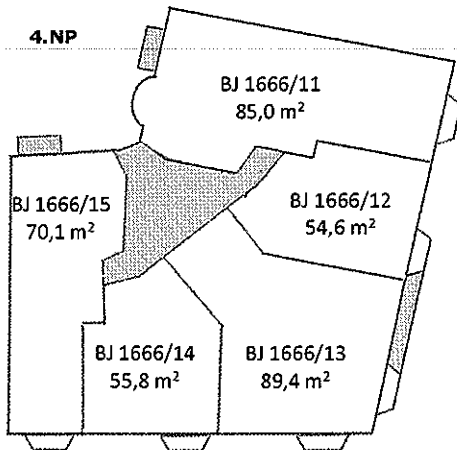 4.NP
BJ 1666/11
85,0 m²
BJ 1666/12
54,6 m²
BJ 1666/15
70,1 m²
BJ 1666/14
55,8 m²
BJ 1666/13
89,4 m²